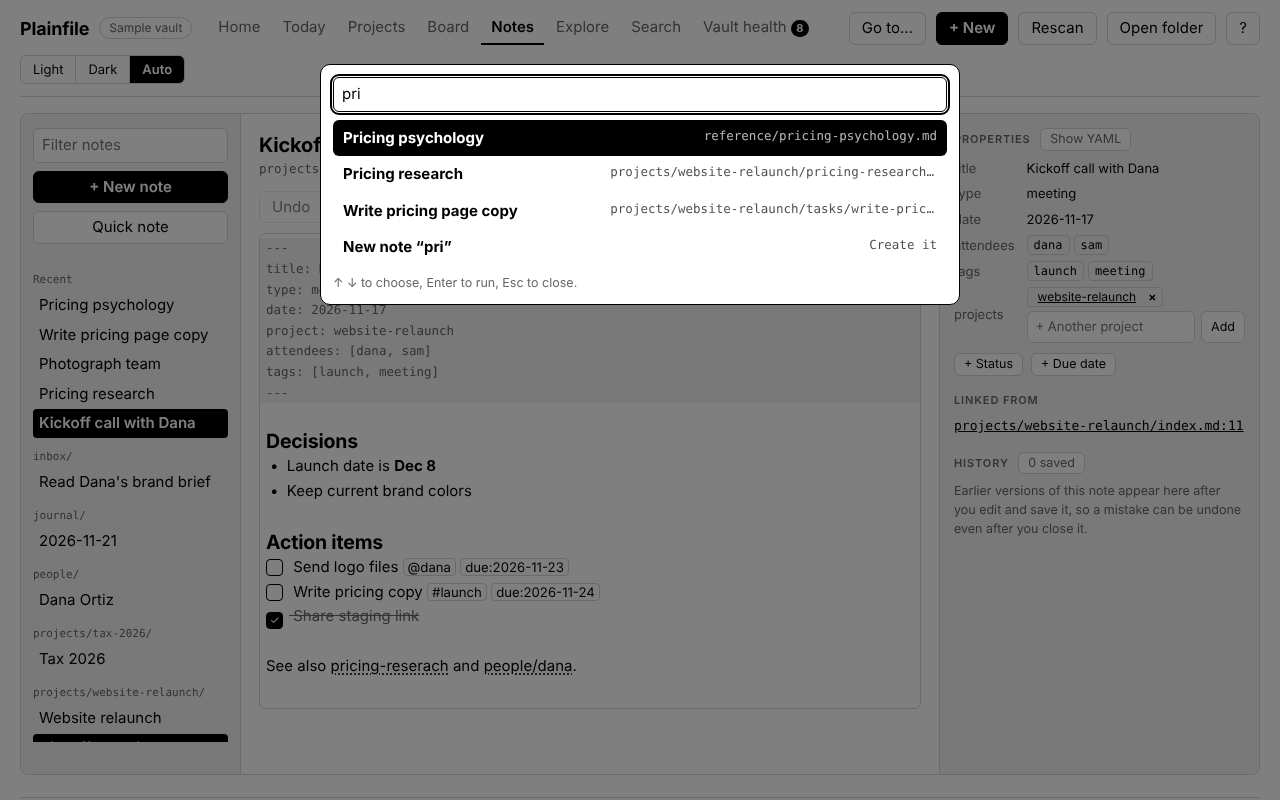 Plainfile Sample vault Home Today Projects Board Notes Explore Search Vault health 8 Go to... + New Rescan Open folder ?
Light Dark Auto
pri
Pricing psychology reference/pricing-psychology.md
Pricing research projects/website-relaunch/pricing-research…
Write pricing page copy projects/website-relaunch/tasks/write-pric…
New note “pri” Create it
↑ ↓ to choose, Enter to run, Esc to close.
Filter notes
+ New note
Quick note
Recent
Pricing psychology
Write pricing page copy
Photograph team
Pricing research
Kickoff call with Dana
inbox/
Read Dana's brand brief
journal/
2026-11-21
people/
Dana Ortiz
projects/tax-2026/
Tax 2026
projects/website-relaunch/
Website relaunch
Kickof
projects
Undo
---
title:
type:
date: 2026-11-17
project: website-relaunch
attendees: [dana, sam]
tags: [launch, meeting]
---
Decisions
• Launch date is Dec 8
• Keep current brand colors
Action items
Send logo files @dana due:2026-11-23
Write pricing copy #launch due:2026-11-24
Share staging link
See also pricing-reserach and people/dana.
PROPERTIES Show YAML
itle Kickoff call with Dana
ype meeting
date 2026-11-17
attendees dana sam
tags launch meeting
projects website-relaunch ×
+ Another project Add
+ Status + Due date
LINKED FROM
projects/website-relaunch/index.md:11
HISTORY 0 saved
Earlier versions of this note appear here after
you edit and save it, so a mistake can be undone
even after you close it.